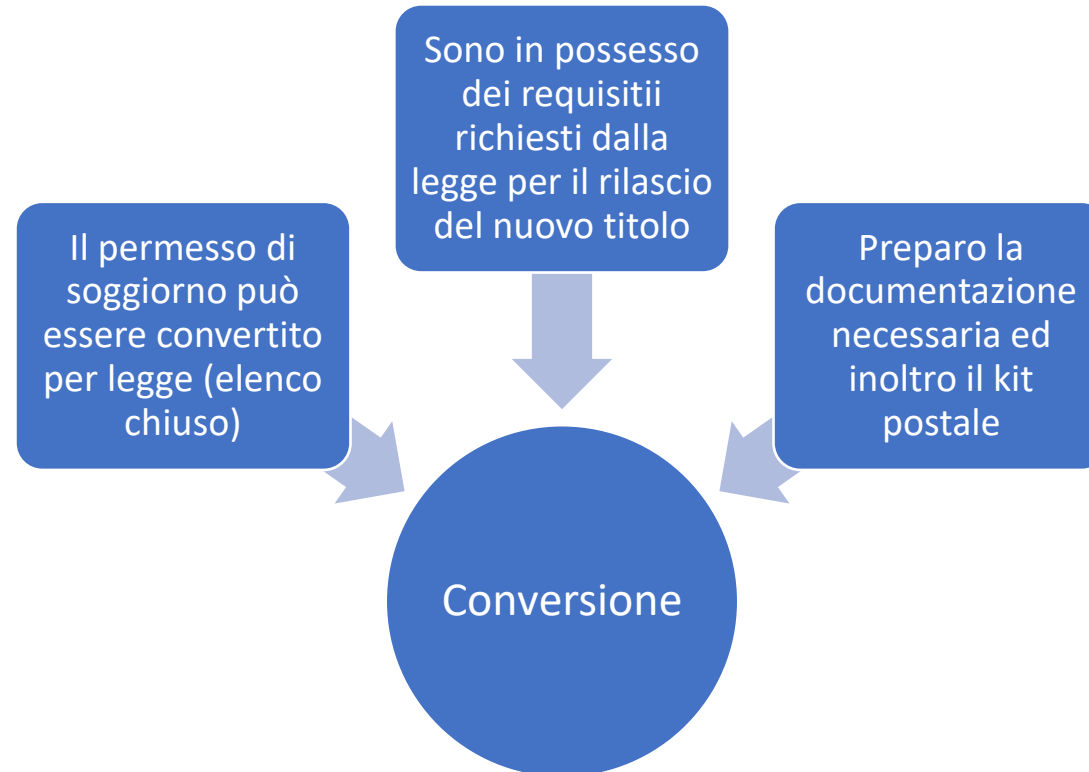 Sono in possesso
dei requisitii
richiesti dalla
legge per il rilascio
del nuovo titolo
Il permesso di
soggiorno può
essere convertito
per legge (elenco
chiuso)
Preparo la
documentazione
necessaria ed
inoltro il kit
postale
Conversione